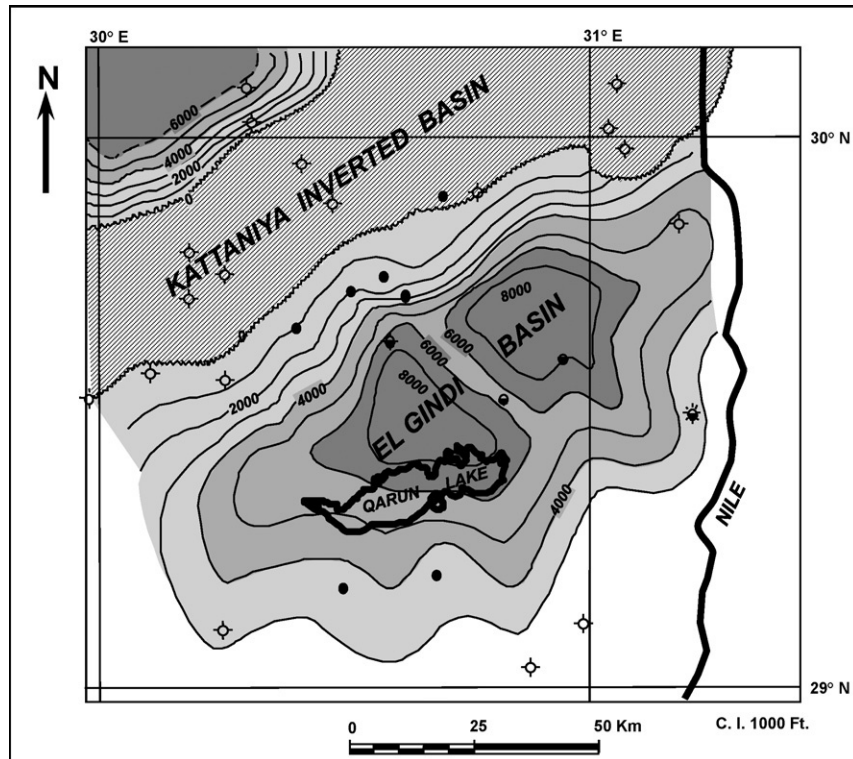 30° E
31° E
N
6000
4000
2000
0
30° N
KATTANIYA INVERTED BASIN
8000
6000
6000
BASIN
0
8000
2000
4000
EL GINDI
QARUN
LAKE
4000
NILE
29° N
0
25
50 Km
C. I. 1000 Ft.